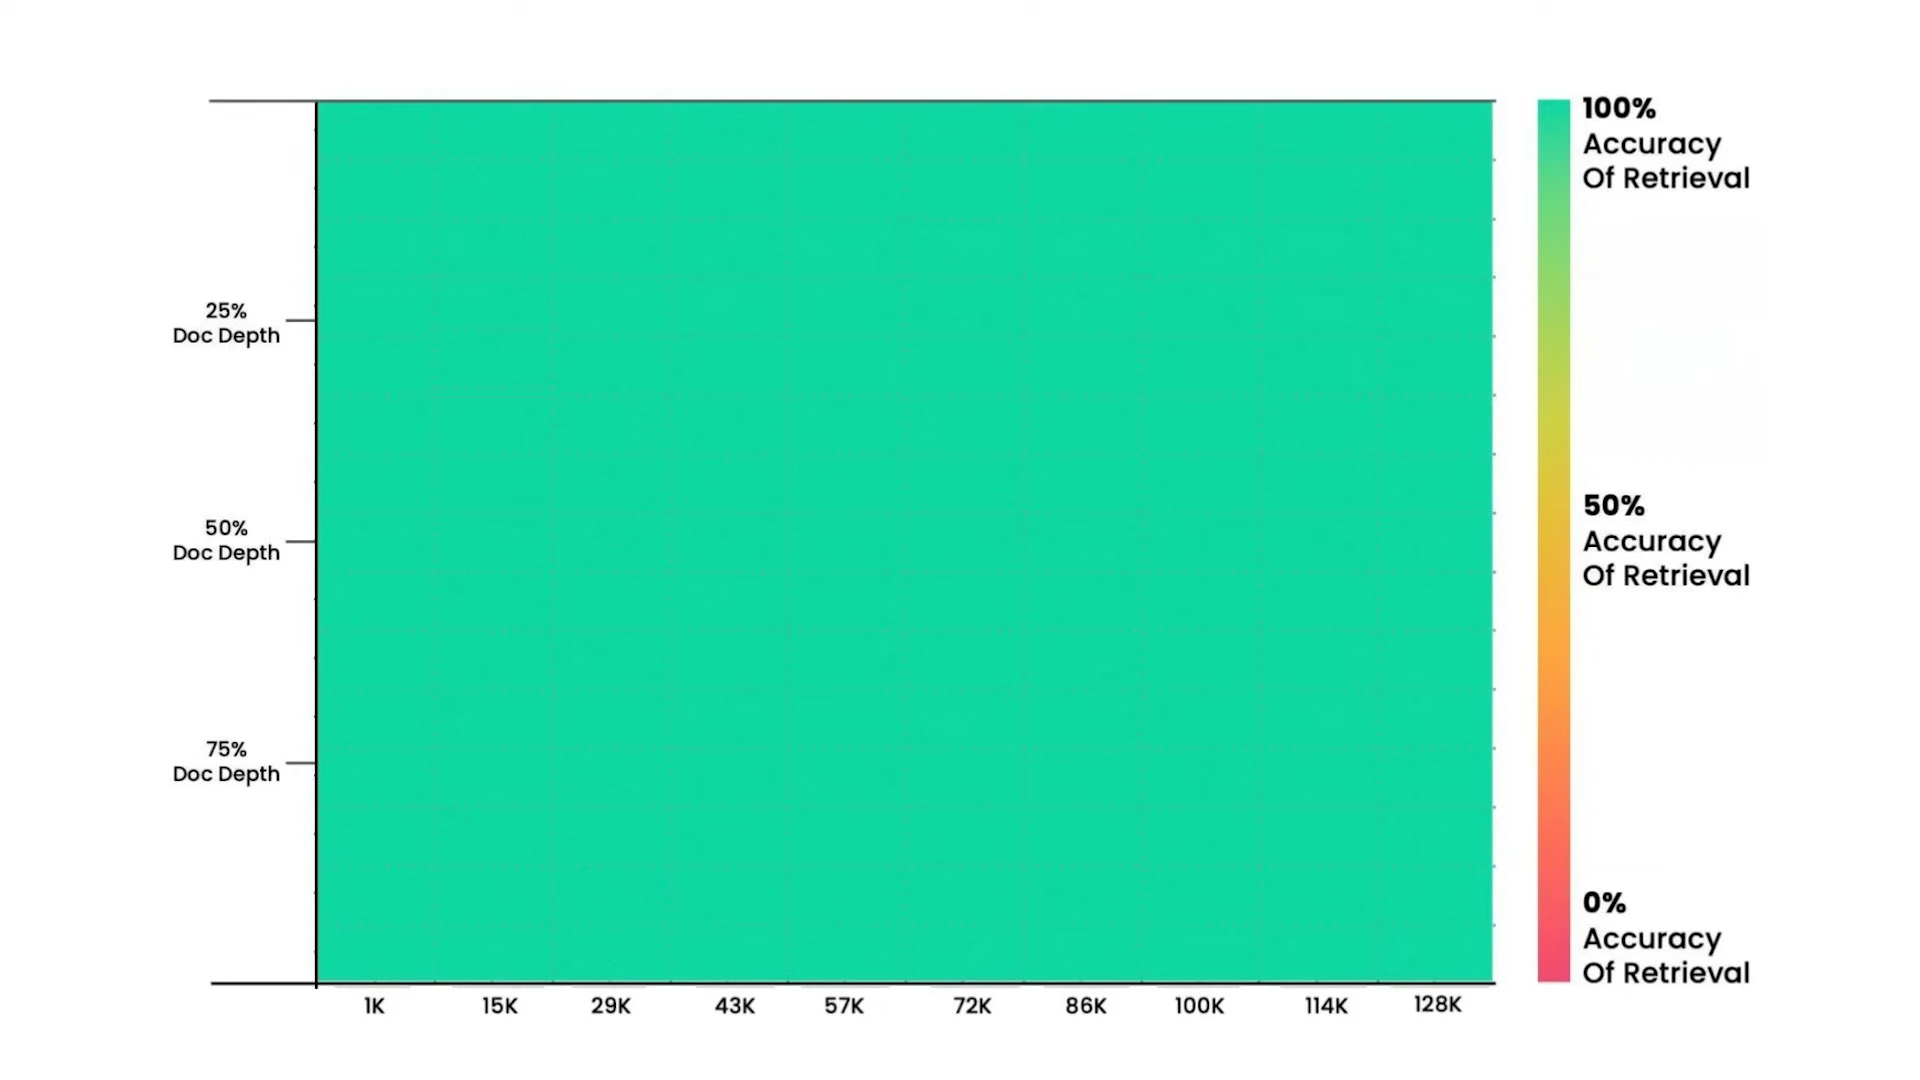 100%
Accuracy
Of Retrieval
25%
Doc Depth
50%
Doc Depth
50%
Accuracy
Of Retrieval
75%
Doc Depth
0%
Accuracy
Of Retrieval
1K 15K 29K 43K 57K 72K 86K 100K 114K 128K